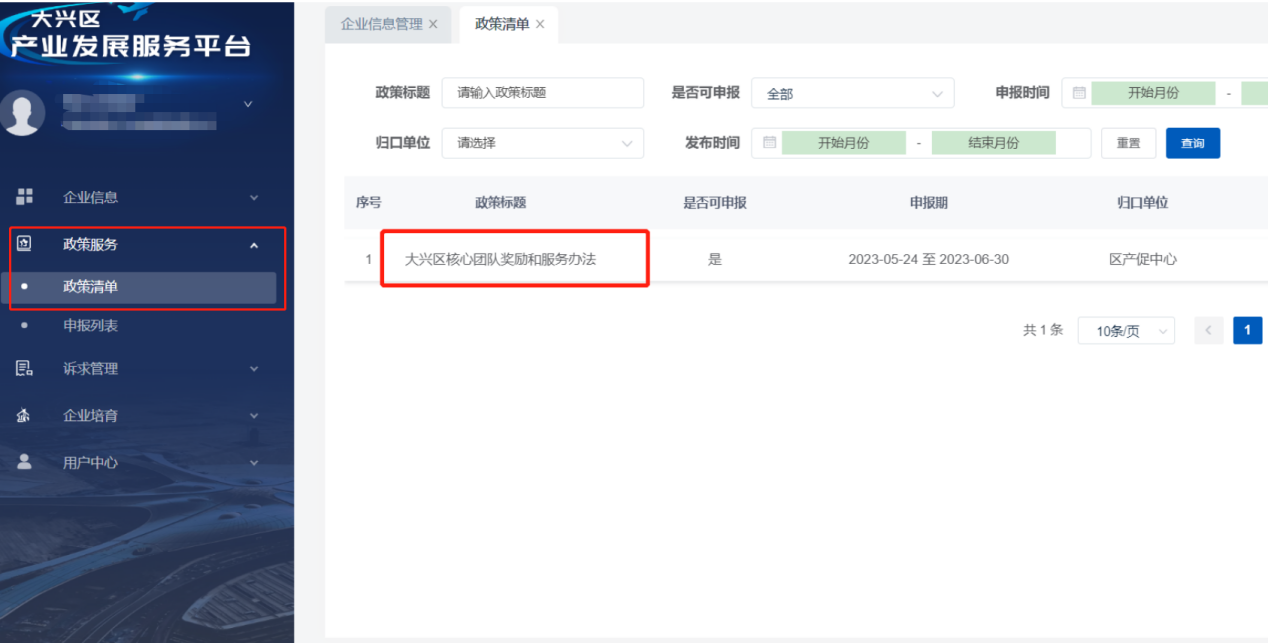 大兴区
产业发展服务平台
企业信息
政策服务
政策清单
申报列表
诉求管理
企业培育
用户中心
企业信息管理 × 政策清单 ×
政策标题 请输入政策标题 是否可申报 全部 申报时间 开始月份 -
归口单位 请选择 发布时间 开始月份 - 结束月份 重置 查询
序号 政策标题 是否可申报 申报期 归口单位
1 大兴区核心团队奖励和服务办法 是 2023-05-24 至 2023-06-30 区产促中心
共 1 条 10条/页 < 1